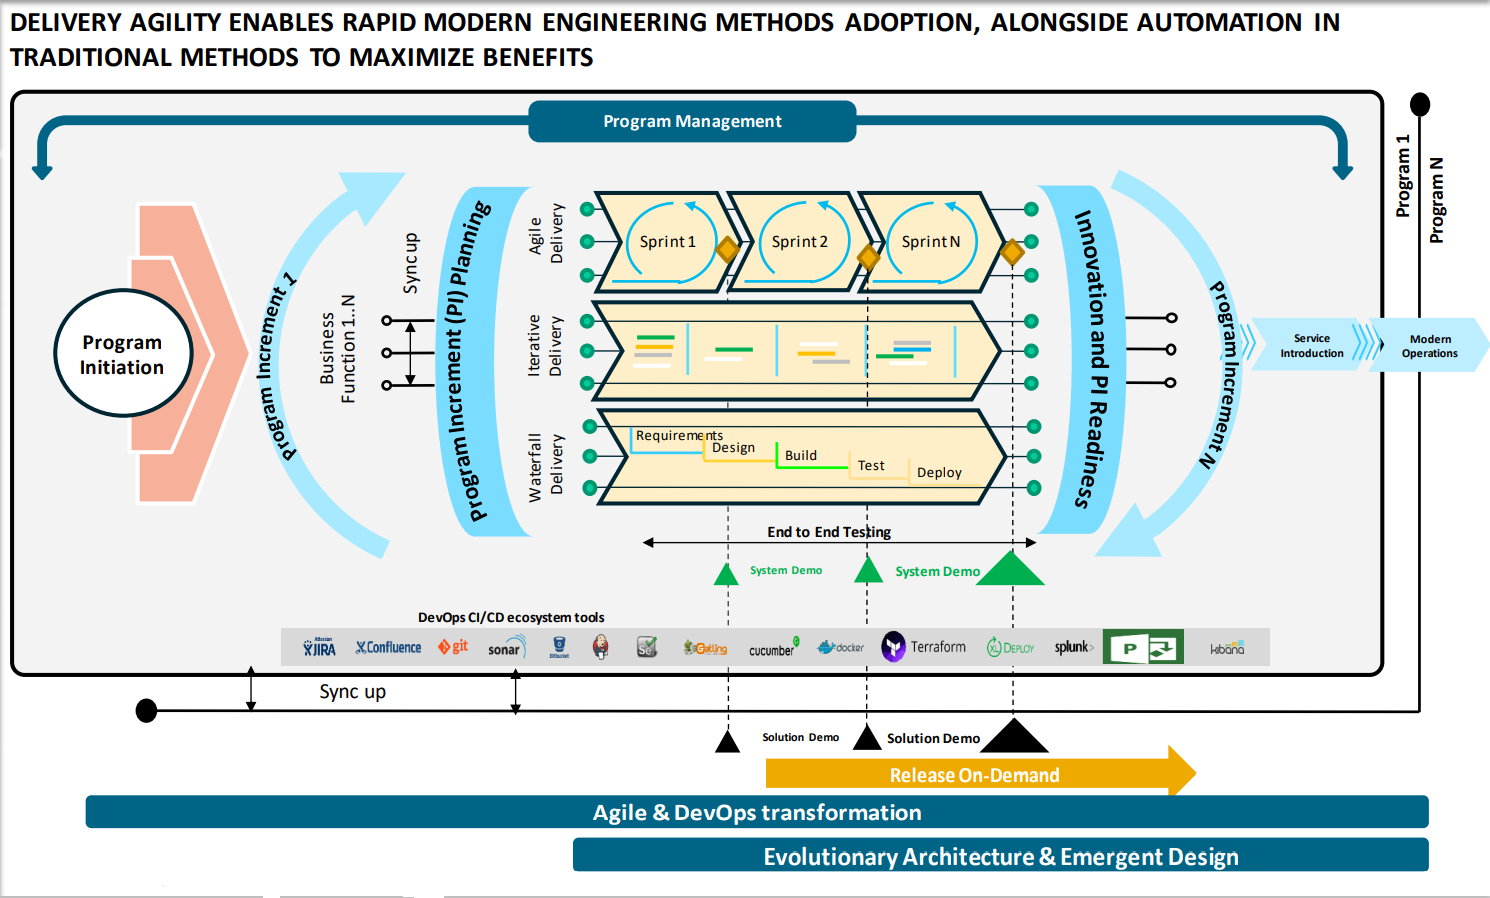 DELIVERY AGILITY ENABLES RAPID MODERN ENGINEERING METHODS ADOPTION, ALONGSIDE AUTOMATION IN
TRADITIONAL METHODS TO MAXIMIZE BENEFITS
Program Management
Program 1
Program N
Program
Initiation
Program Increment 1
Business
Function 1..N
Sync up
Program Increment (PI) Planning
Agile
Delivery
Sprint 1
Sprint 2
Sprint N
Iterative
Delivery
Waterfall
Delivery
Requirements
Design
Build
Test
Deploy
Innovation and PI Readiness
Program Increment N
Service
Introduction
Modern
Operations
End to End Testing
System Demo
System Demo
DevOps CI/CD ecosystem tools
Atlassian
JIRA
Confluence
git
sonar
Bitbucket
Se
Gatling
cucumber
docker
Terraform
XL DEPLOY
splunk>
P
kibana
Sync up
Solution Demo
Solution Demo
Release On-Demand
Agile & DevOps transformation
Evolutionary Architecture & Emergent Design